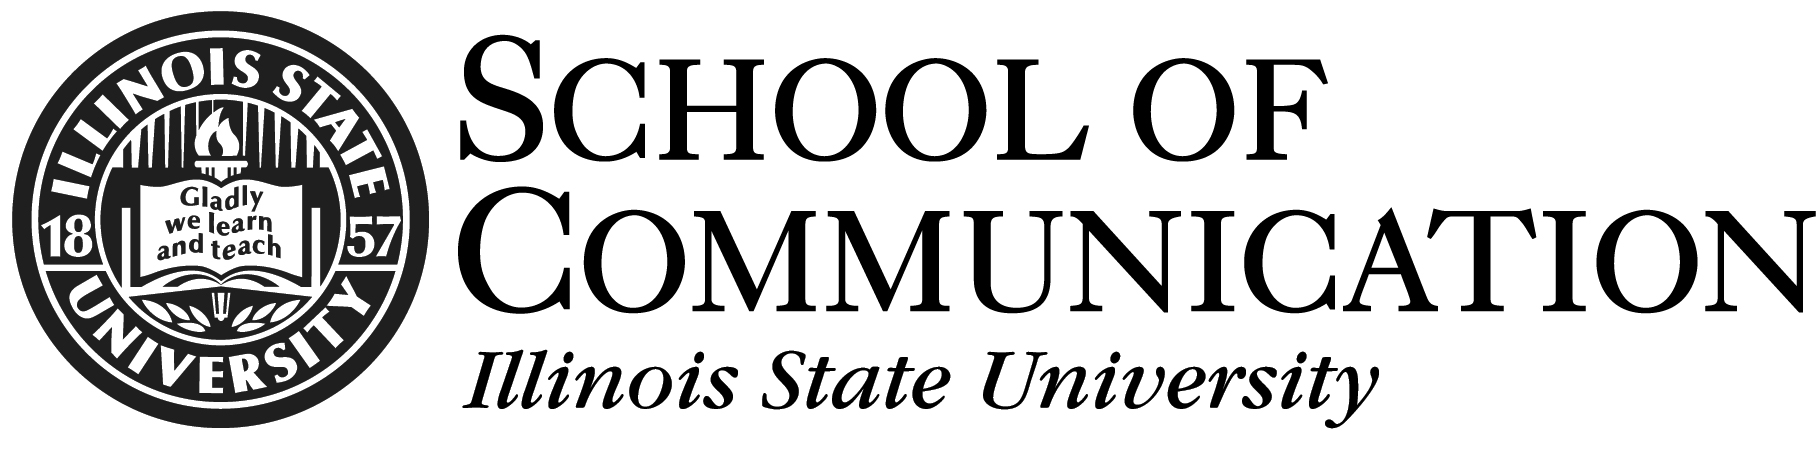 ILLINOIS STATE
Gladly
we learn
and teach
18 57
UNIVERSITY
SCHOOL OF
COMMUNICATION
Illinois State University